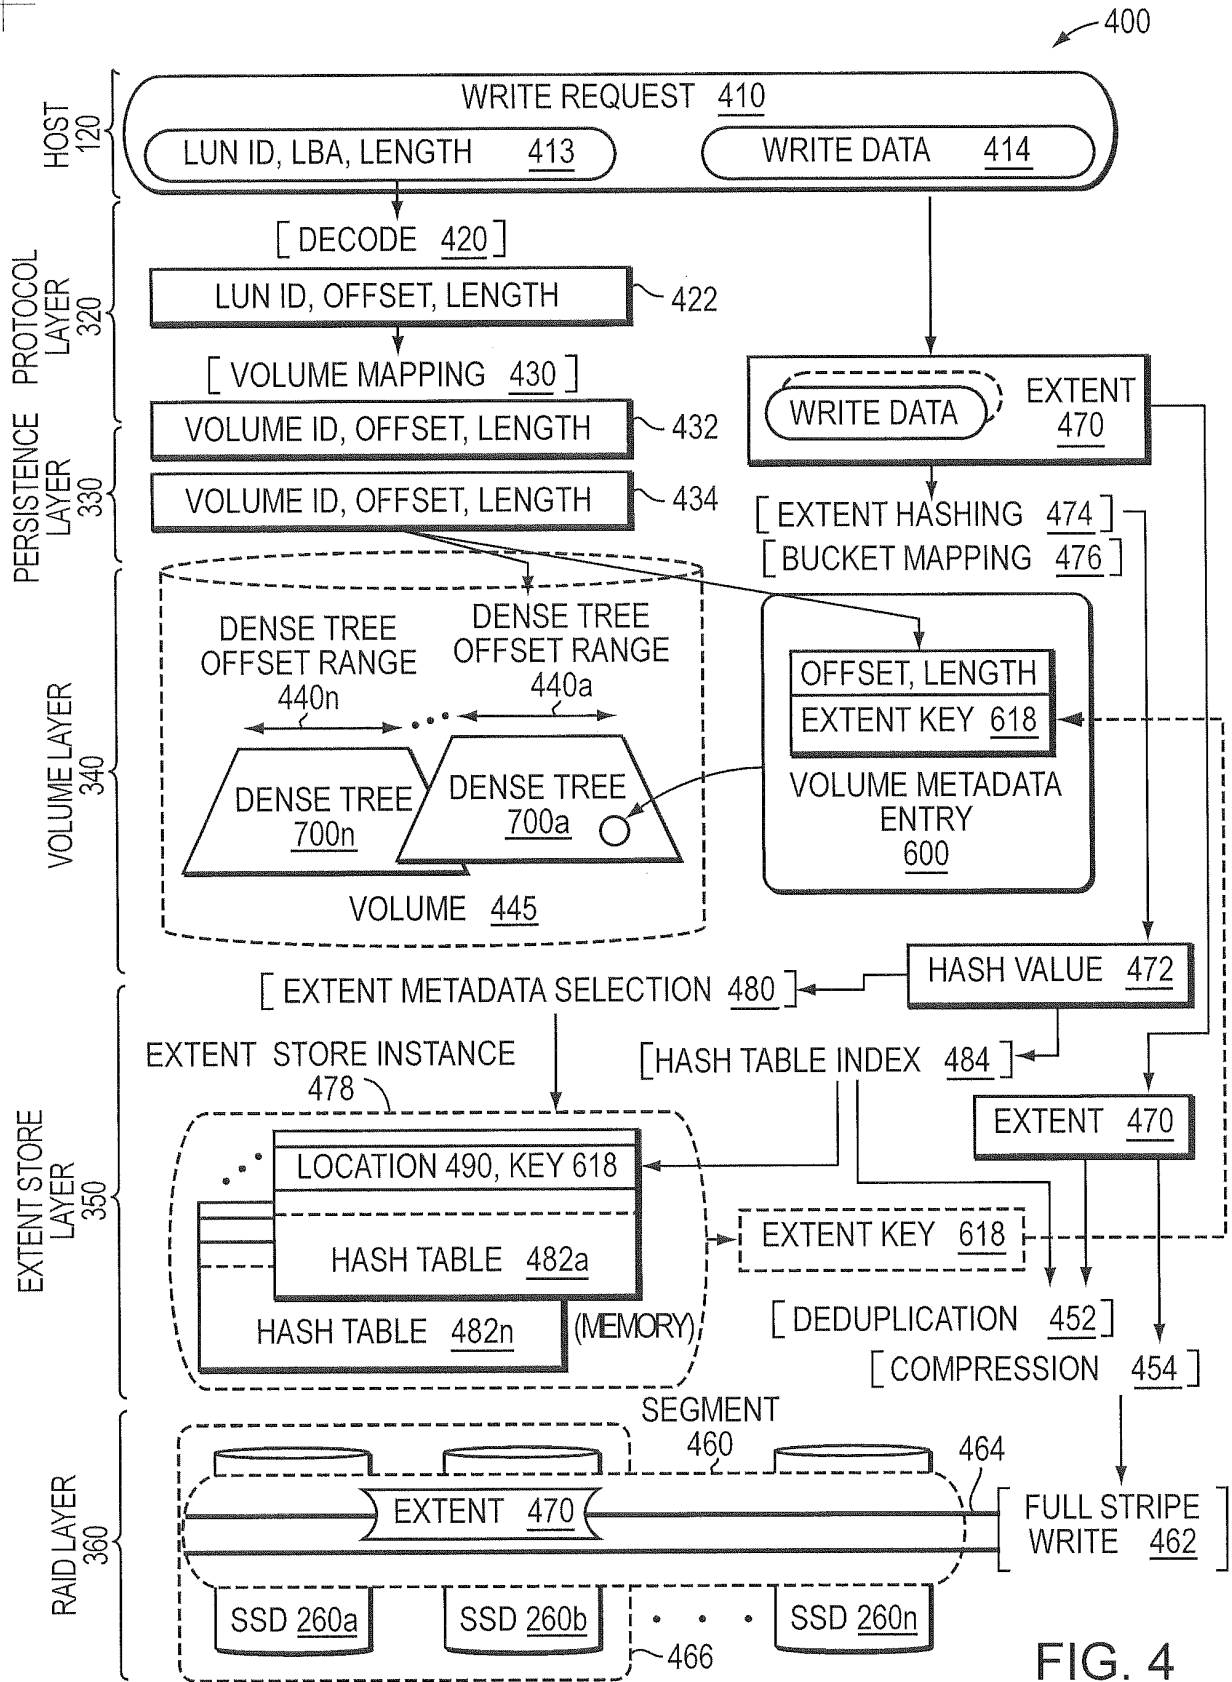 400
HOST
120
WRITE REQUEST 410
LUN ID, LBA, LENGTH 413
WRITE DATA 414
PROTOCOL
LAYER
320
[DECODE 420]
LUN ID, OFFSET, LENGTH
422
[VOLUME MAPPING 430]
VOLUME ID, OFFSET, LENGTH
432
WRITE DATA
EXTENT
470
PERSISTENCE
LAYER
330
VOLUME ID, OFFSET, LENGTH
434
[EXTENT HASHING 474]
[BUCKET MAPPING 476]
VOLUME LAYER
340
DENSE TREE
OFFSET RANGE
440n
DENSE TREE
OFFSET RANGE
440a
DENSE TREE
700n
DENSE TREE
700a
VOLUME 445
OFFSET, LENGTH
EXTENT KEY 618
VOLUME METADATA
ENTRY
600
HASH VALUE 472
EXTENT STORE
LAYER
350
[EXTENT METADATA SELECTION 480]
EXTENT STORE INSTANCE
478
[HASH TABLE INDEX 484]
EXTENT 470
LOCATION 490, KEY 618
HASH TABLE 482a
HASH TABLE 482n
(MEMORY)
EXTENT KEY 618
[DEDUPLICATION 452]
[COMPRESSION 454]
RAID LAYER
360
SEGMENT
460
464
EXTENT 470
[FULL STRIPE
WRITE 462]
SSD 260a
SSD 260b
SSD 260n
466
FIG. 4